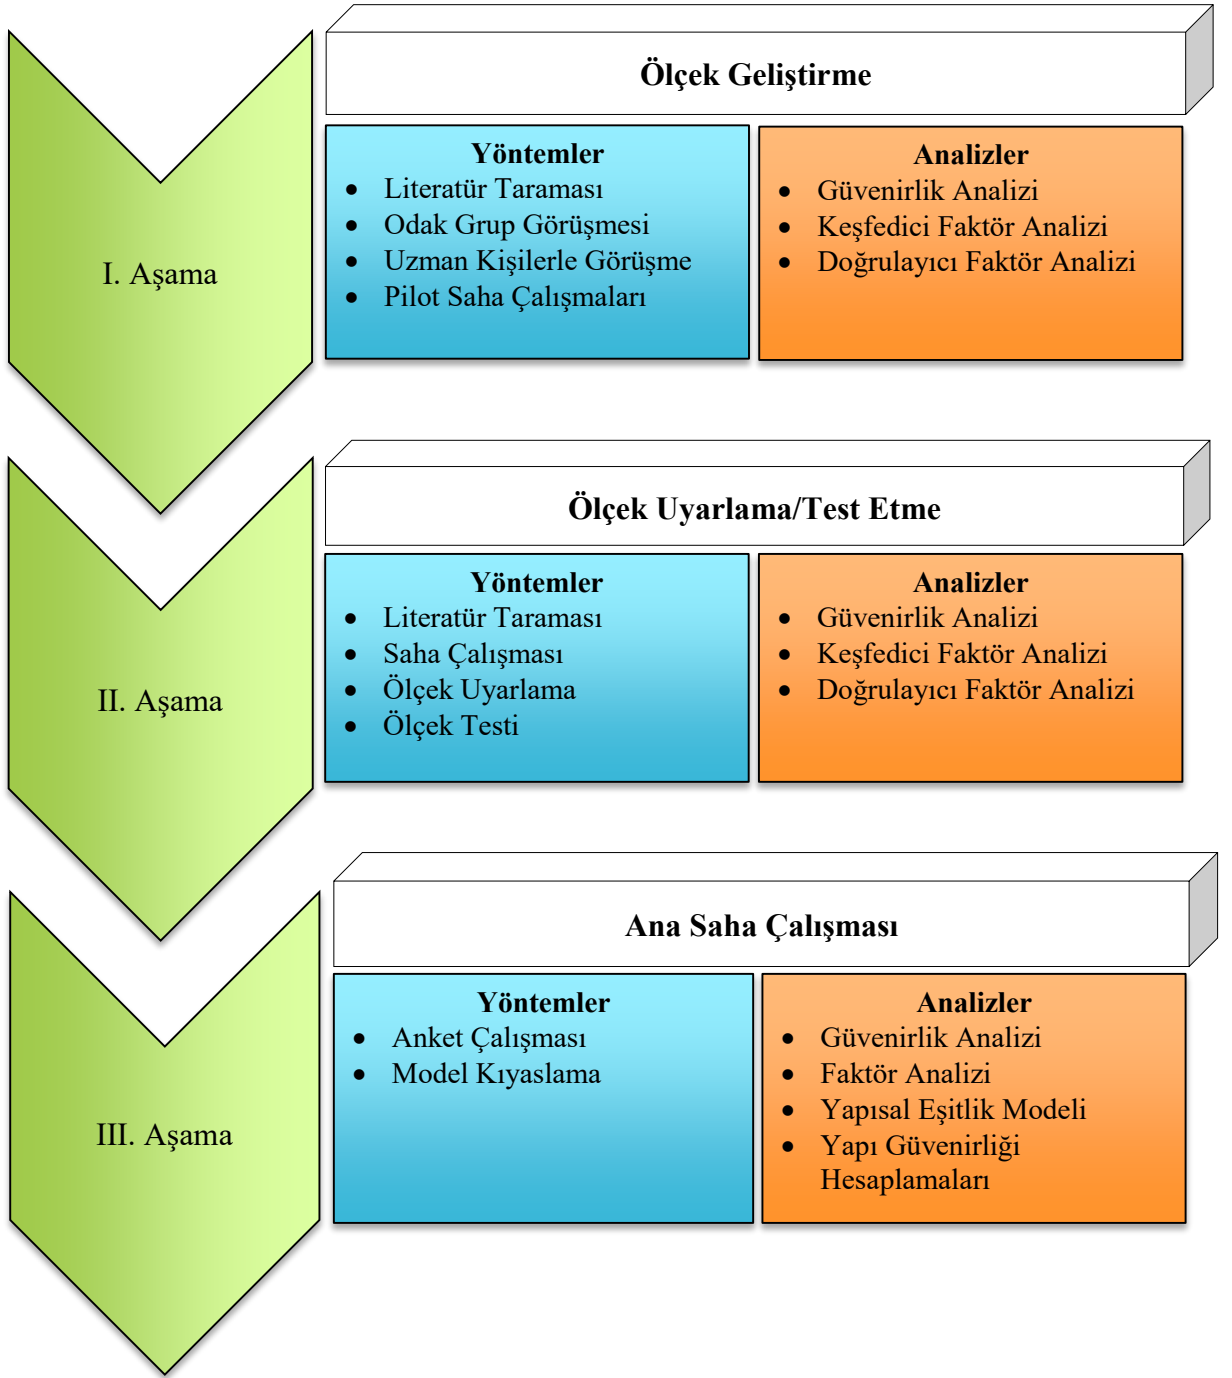 Ölçek Geliştirme
I. Aşama
Yöntemler
• Literatür Taraması
• Odak Grup Görüşmesi
• Uzman Kişilerle Görüşme
• Pilot Saha Çalışmaları
Analizler
• Güvenirlik Analizi
• Keşfedici Faktör Analizi
• Doğrulayıcı Faktör Analizi
Ölçek Uyarlama/Test Etme
II. Aşama
Yöntemler
• Literatür Taraması
• Saha Çalışması
• Ölçek Uyarlama
• Ölçek Testi
Analizler
• Güvenirlik Analizi
• Keşfedici Faktör Analizi
• Doğrulayıcı Faktör Analizi
Ana Saha Çalışması
III. Aşama
Yöntemler
• Anket Çalışması
• Model Kıyaslama
Analizler
• Güvenirlik Analizi
• Faktör Analizi
• Yapısal Eşitlik Modeli
• Yapı Güvenirliği
Hesaplamaları